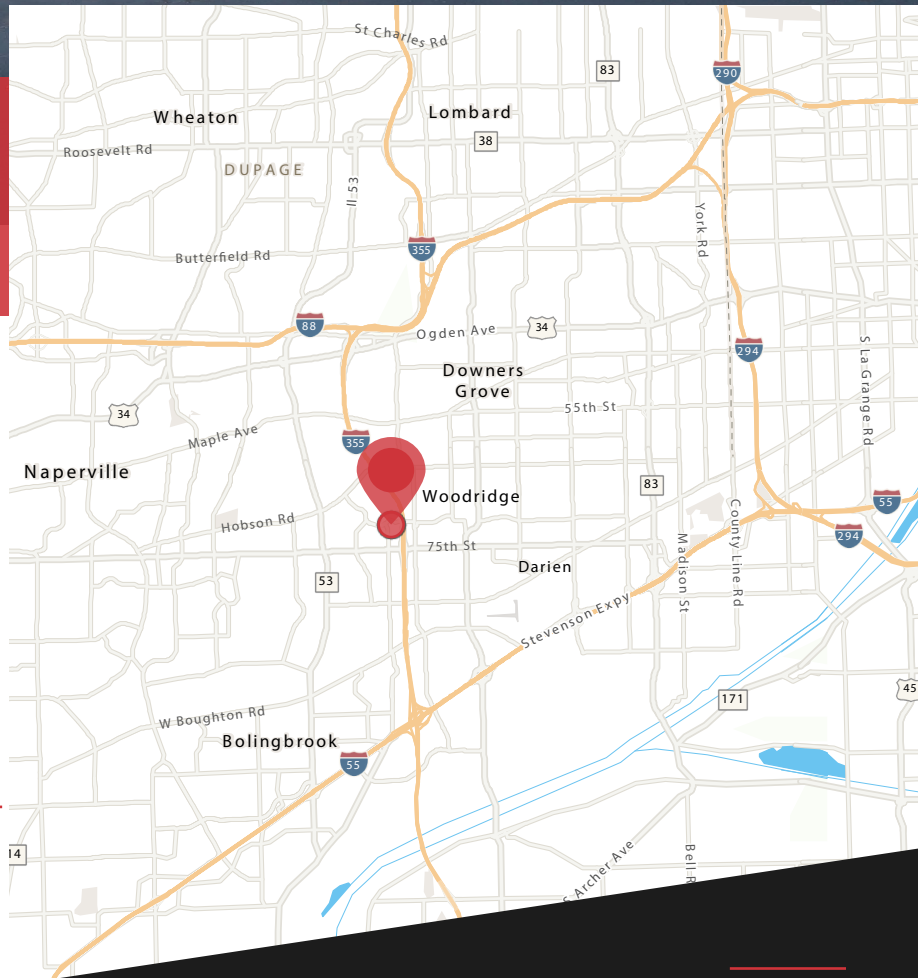 St Charles Rd
290
83
Wheaton
Lombard
38
Roosevelt Rd
DUPAGE
Il 53
York Rd
355
Butterfield Rd
88
Ogden Ave
34
294
S La Grange Rd
Downers
Grove
55th St
34
Maple Ave
355
Naperville
83
Woodridge
55
Hobson Rd
County Line Rd
294
75th St
Madison St
Darien
53
Stevenson Expy
45
171
W Boughton Rd
Bolingbrook
55
14
S Archer Ave
Bell R